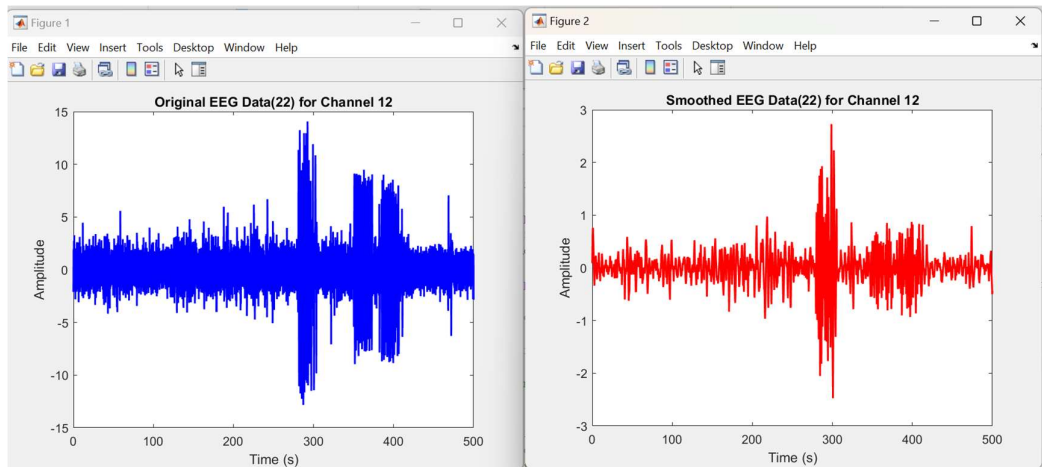 Figure 1
File Edit View Insert Tools Desktop Window Help
Original EEG Data(22) for Channel 12
15
10
5
0
-5
-10
-15
Amplitude
0 100 200 300 400 500
Time (s)
Figure 2
File Edit View Insert Tools Desktop Window Help
Smoothed EEG Data(22) for Channel 12
3
2
1
0
-1
-2
-3
Amplitude
0 100 200 300 400 500
Time (s)